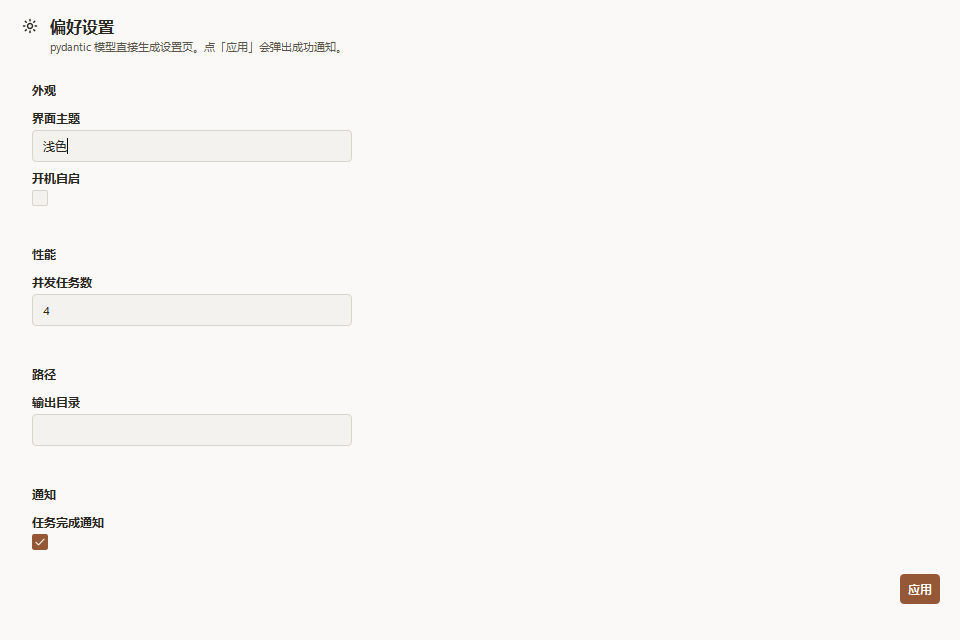 偏好设置
pydantic 模型直接生成设置页。点「应用」会弹出成功通知。
外观
界面主题
浅色
开机自启
性能
并发任务数
4
路径
输出目录
通知
任务完成通知
应用